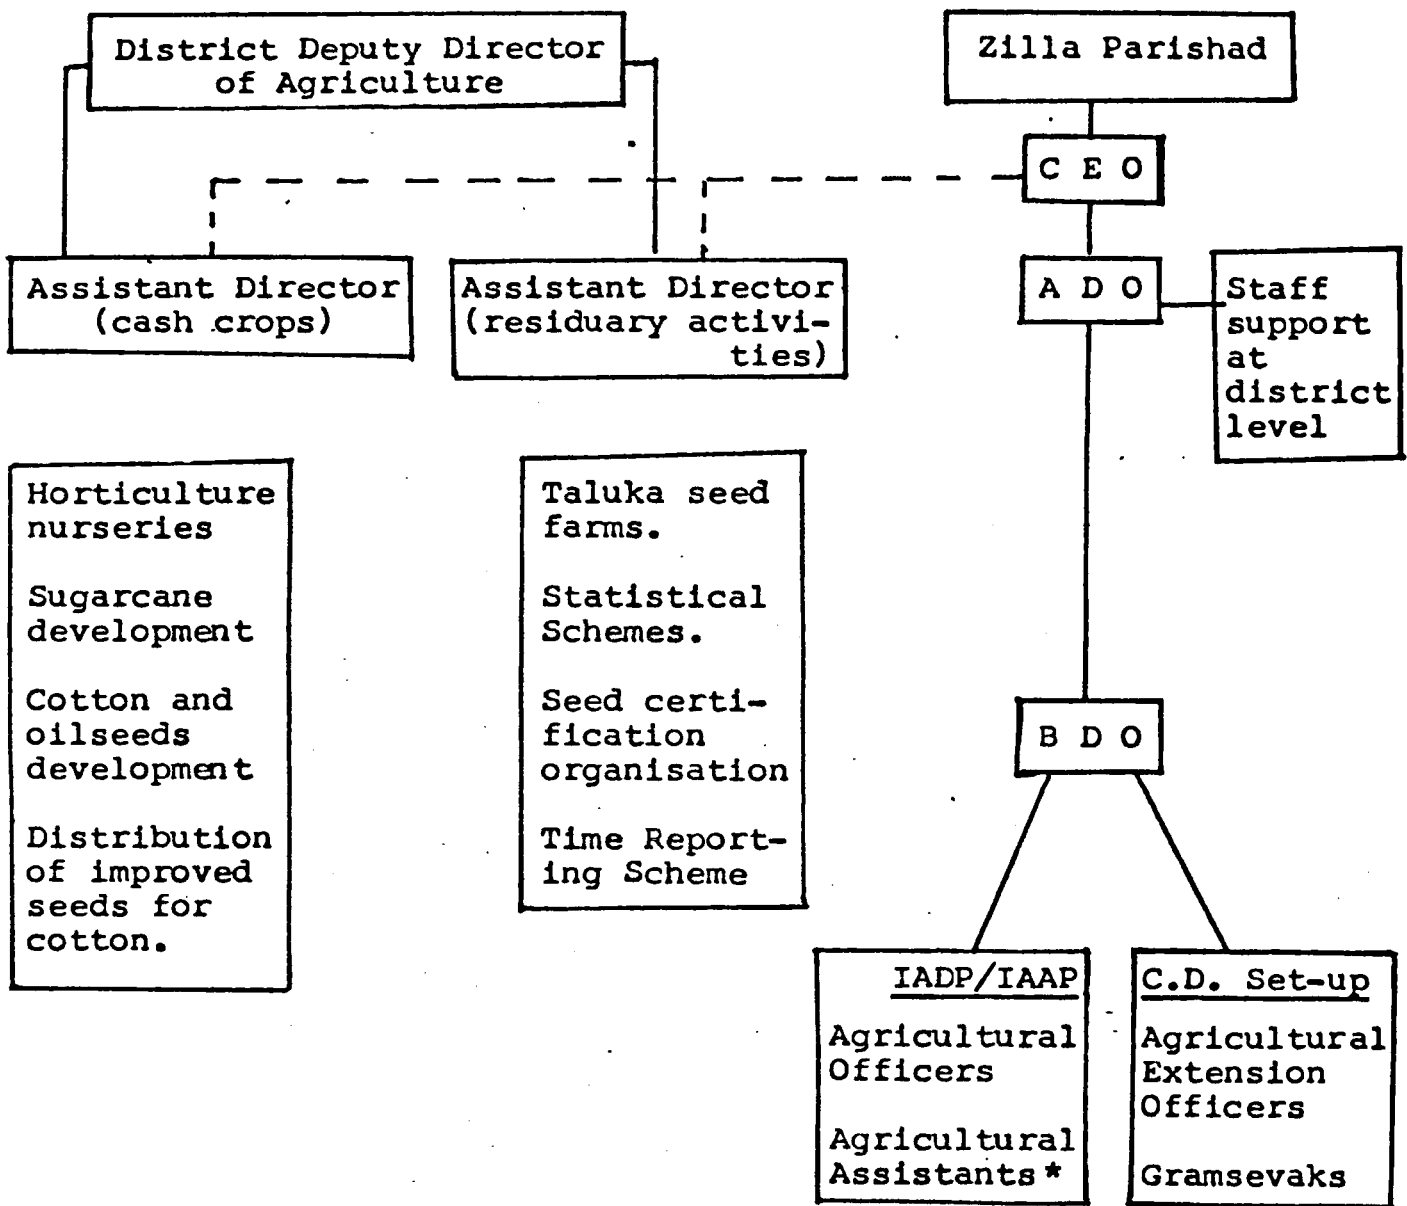 District Deputy Director
of Agriculture
Zilla Parishad
C E O
Assistant Director
(cash crops)
Assistant Director
(residuary activi-
ties)
A D O
Staff
support
at
district
level
Horticulture
nurseries
Sugarcane
development
Cotton and
oilseeds
development
Distribution
of improved
seeds for
cotton.
Taluka seed
farms.
Statistical
Schemes.
Seed certi-
fication
organisation
Time Report-
ing Scheme
B D O
IADP/IAAP
Agricultural
Officers
Agricultural
Assistants*
C.D. Set-up
Agricultural
Extension
Officers
Gramsevaks